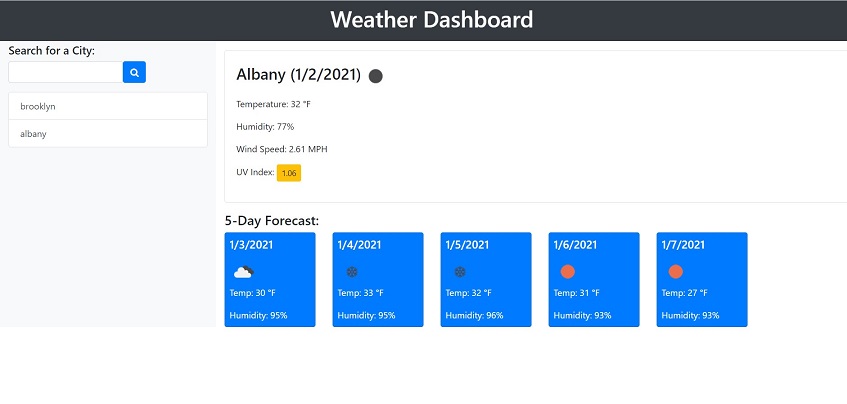 Weather Dashboard
Search for a City:
brooklyn
albany
Albany (1/2/2021)
Temperature: 32 °F
Humidity: 77%
Wind Speed: 2.61 MPH
UV Index: 1.06
5-Day Forecast:
1/3/2021
Temp: 30 °F
Humidity: 95%
1/4/2021
Temp: 33 °F
Humidity: 95%
1/5/2021
Temp: 32 °F
Humidity: 96%
1/6/2021
Temp: 31 °F
Humidity: 93%
1/7/2021
Temp: 27 °F
Humidity: 93%